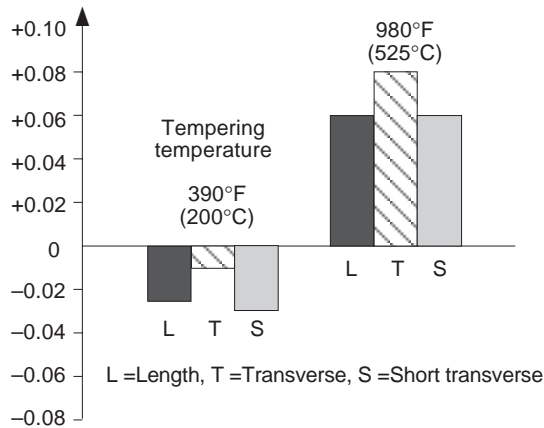 +0.10
+0.08
+0.06
+0.04
+0.02
0
−0.02
−0.04
−0.06
−0.08
Tempering
temperature
390°F
(200°C)
980°F
(525°C)
L T S
L T S
L =Length, T =Transverse, S =Short transverse